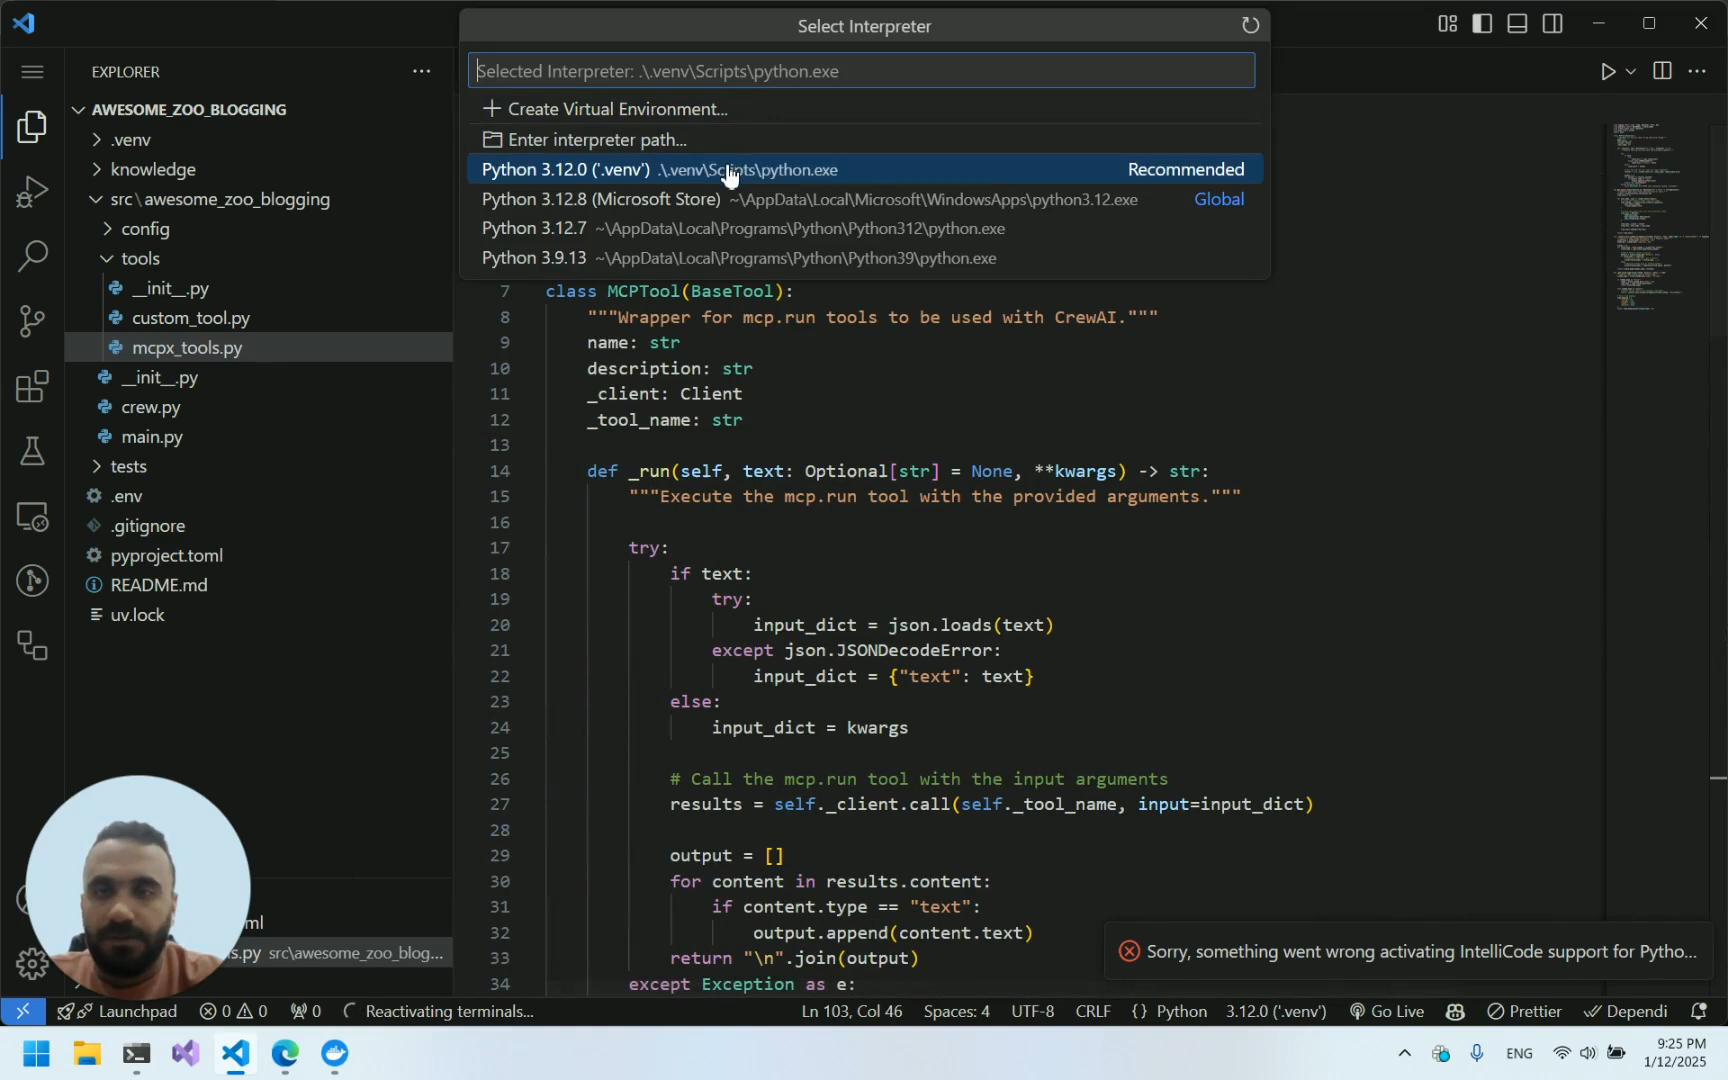 Select Interpreter
Selected Interpreter: .\.venv\Scripts\python.exe
Create Virtual Environment...
Enter interpreter path...
Python 3.12.0 ('.venv') .\.venv\Scripts\python.exe Recommended
Python 3.12.8 (Microsoft Store) ~\AppData\Local\Microsoft\WindowsApps\python3.12.exe Global
Python 3.12.7 ~\AppData\Local\Programs\Python\Python312\python.exe
Python 3.9.13 ~\AppData\Local\Programs\Python\Python39\python.exe
EXPLORER
AWESOME_ZOO_BLOGGING
.venv
knowledge
src\awesome_zoo_blogging
config
tools
__init__.py
custom_tool.py
mcpx_tools.py
__init__.py
crew.py
main.py
tests
.env
.gitignore
pyproject.toml
README.md
uv.lock
ml
ls.py src\awesome_zoo_blog...
7 class MCPTool(BaseTool):
8 """Wrapper for mcp.run tools to be used with CrewAI."""
9 name: str
10 description: str
11 _client: Client
12 _tool_name: str
13
14 def _run(self, text: Optional[str] = None, **kwargs) -> str:
15 """Execute the mcp.run tool with the provided arguments."""
16
17 try:
18 if text:
19 try:
20 input_dict = json.loads(text)
21 except json.JSONDecodeError:
22 input_dict = {"text": text}
23 else:
24 input_dict = kwargs
25
26 # Call the mcp.run tool with the input arguments
27 results = self._client.call(self._tool_name, input=input_dict)
28
29 output = []
30 for content in results.content:
31 if content.type == "text":
32 output.append(content.text)
33 return "\n".join(output)
34 except Exception as e:
Sorry, something went wrong activating IntelliCode support for Pytho...
Launchpad 0 0 0 Reactivating terminals... Ln 103, Col 46 Spaces: 4 UTF-8 CRLF {} Python 3.12.0 ('.venv') Go Live Prettier Dependi
ENG
9:25 PM
1/12/2025